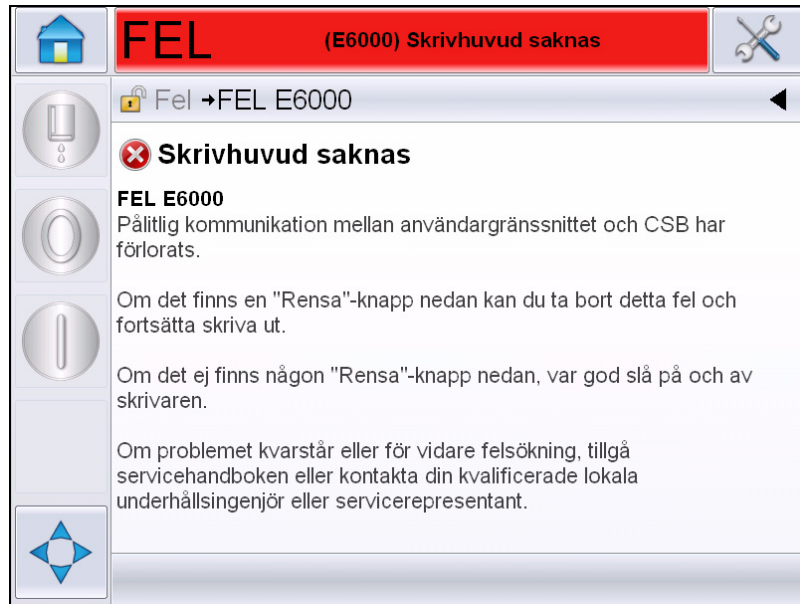 FEL
(E6000) Skrivhuvud saknas
Fel →FEL E6000
Skrivhuvud saknas
FEL E6000
Pålitlig kommunikation mellan användargränssnittet och CSB har
förlorats.
Om det finns en "Rensa"-knapp nedan kan du ta bort detta fel och
fortsätta skriva ut.
Om det ej finns någon "Rensa"-knapp nedan, var god slå på och av
skrivaren.
Om problemet kvarstår eller för vidare felsökning, tillgå
servicehandboken eller kontakta din kvalificerade lokala
underhållsingenjör eller servicerepresentant.